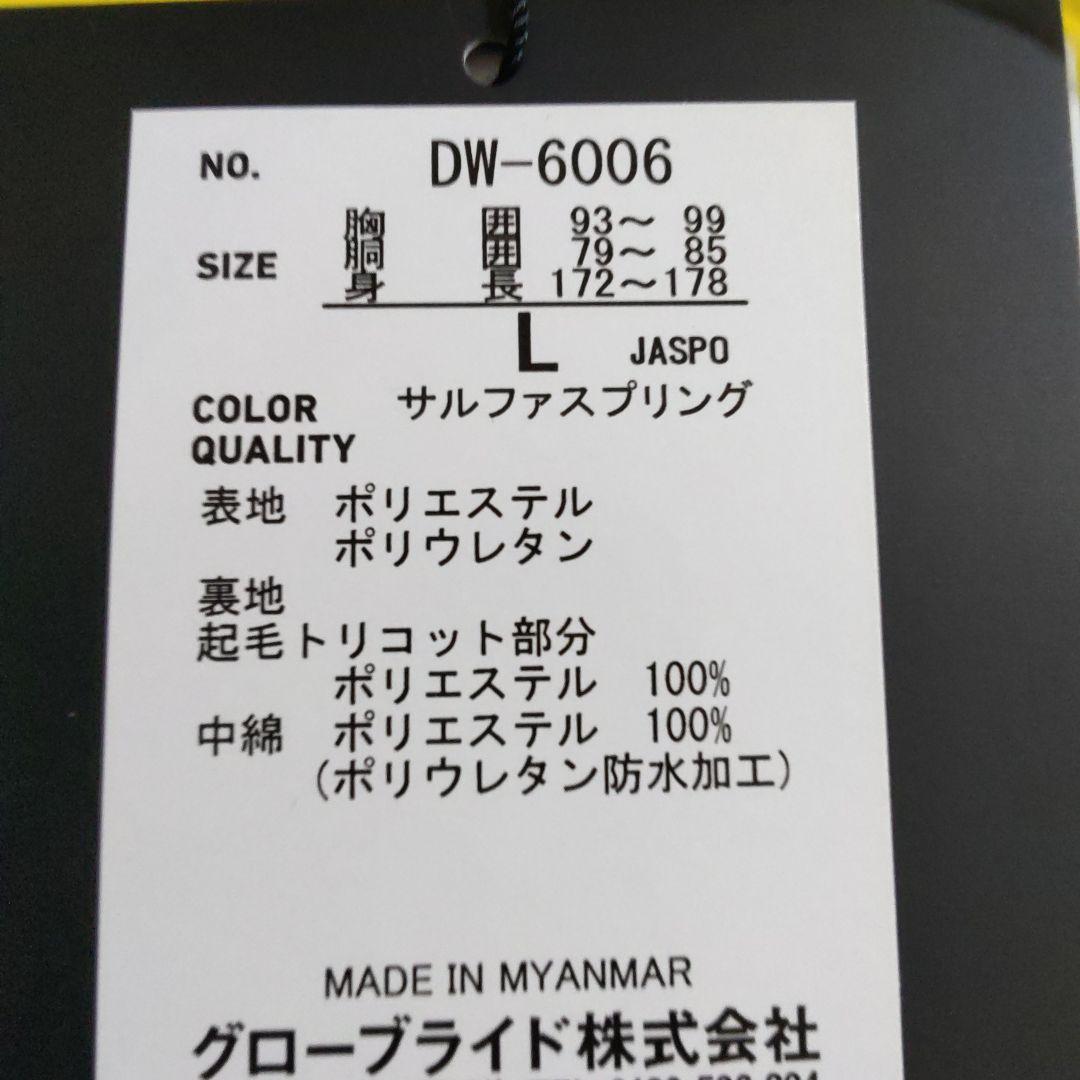 NO. DW-6006
胸 囲 93～ 99
SIZE 胴 囲 79～ 85
身 長 172～178
L JASPO
COLOR サルファスプリング
QUALITY
表地 ポリエステル
ポリウレタン
裏地
起毛トリコット部分
ポリエステル 100%
中綿 ポリエステル 100%
(ポリウレタン防水加工)
MADE IN MYANMAR
グローブライド株式会社